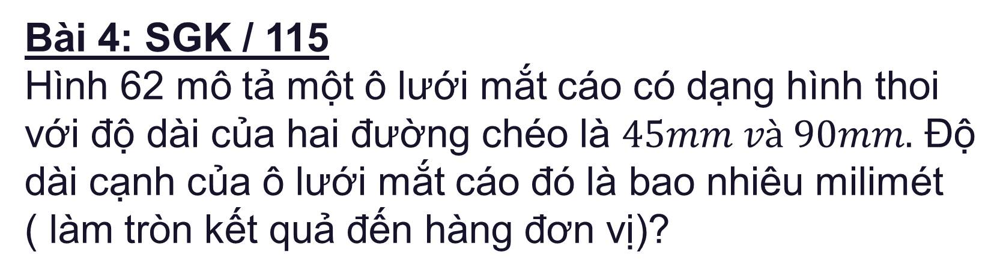 Bài 4: SGK / 115
Hình 62 mô tả một ô lưới mắt cáo có dạng hình thoi
với độ dài của hai đường chéo là 45mm và 90mm. Độ
dài cạnh của ô lưới mắt cáo đó là bao nhiêu milimét
( làm tròn kết quả đến hàng đơn vị)?